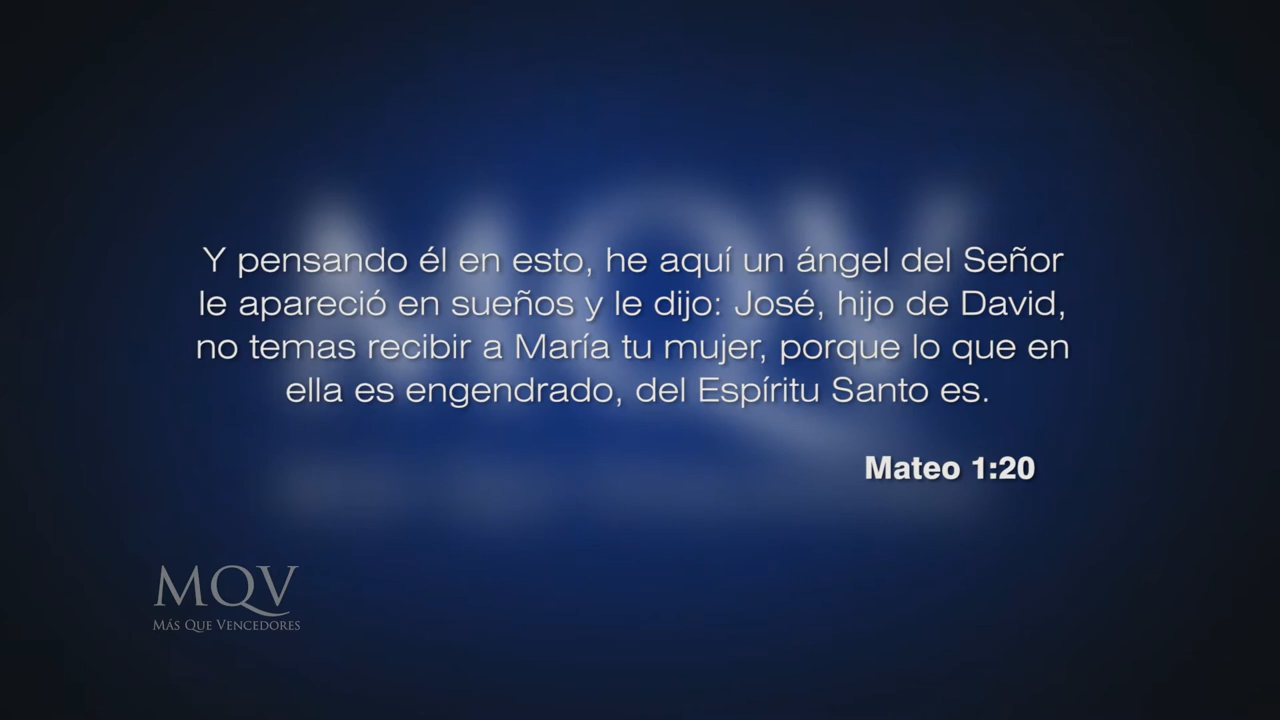 Y pensando él en esto, he aquí un ángel del Señor
le apareció en sueños y le dijo: José, hijo de David,
no temas recibir a María tu mujer, porque lo que en
ella es engendrado, del Espíritu Santo es.
Mateo 1:20
MQV
MÁS QUE VENCEDORES